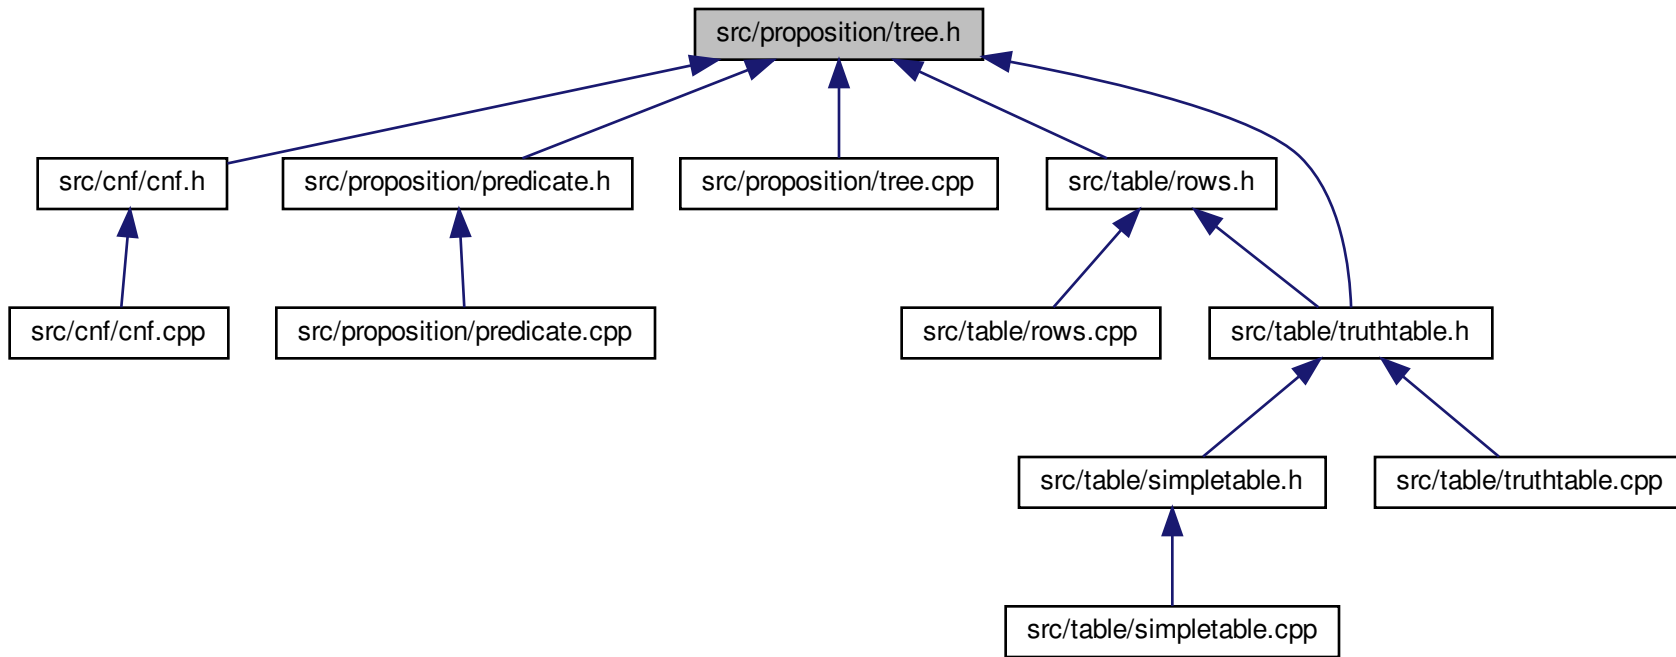 src/proposition/tree.h
src/cnf/cnf.h
src/proposition/predicate.h
src/proposition/tree.cpp
src/table/rows.h
src/cnf/cnf.cpp
src/proposition/predicate.cpp
src/table/rows.cpp
src/table/truthtable.h
src/table/simpletable.h
src/table/truthtable.cpp
src/table/simpletable.cpp